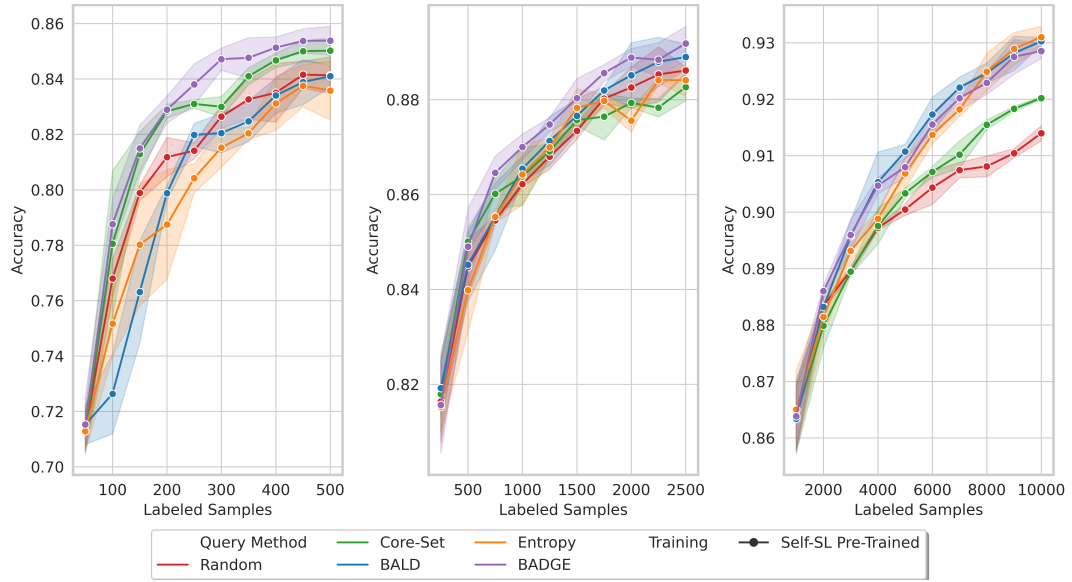 0.86
0.84
0.82
0.80
0.78
0.76
0.74
0.72
0.70
Accuracy
100 200 300 400 500
Labeled Samples
0.88
0.86
0.84
0.82
Accuracy
500 1000 1500 2000 2500
Labeled Samples
0.93
0.92
0.91
0.90
0.89
0.88
0.87
0.86
Accuracy
2000 4000 6000 8000 10000
Labeled Samples
Query Method Core-Set Entropy Training Self-SL Pre-Trained
Random BALD BADGE